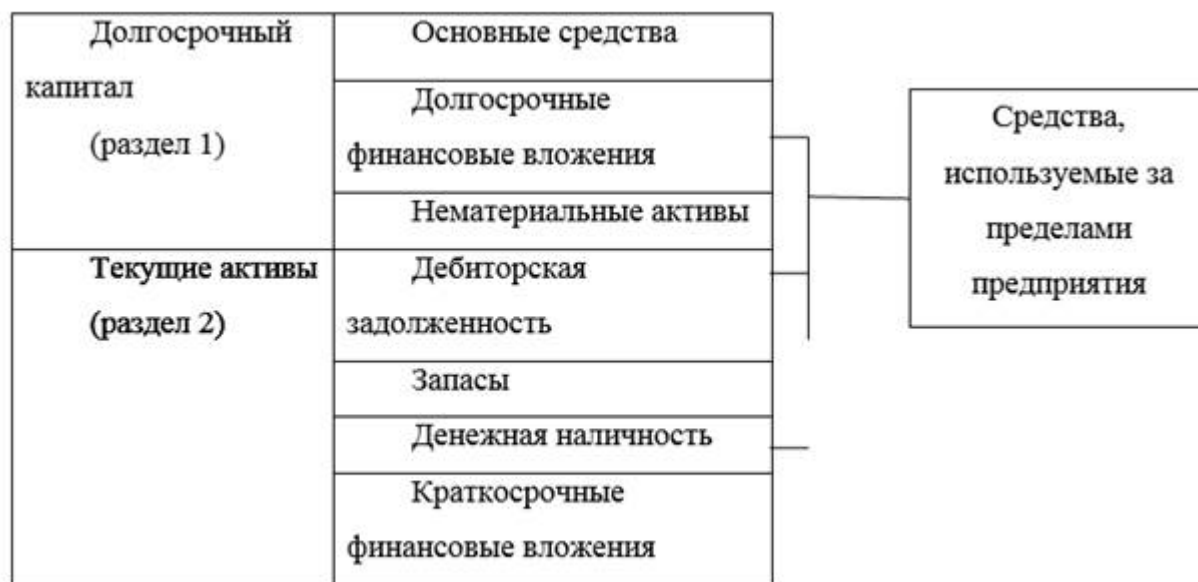 Долгосрочный
капитал
(раздел 1)
Основные средства
Долгосрочные
финансовые вложения
Нематериальные активы
Текущие активы
(раздел 2)
Дебиторская
задолженность
Запасы
Денежная наличность
Краткосрочные
финансовые вложения
Средства,
используемые за
пределами
предприятия